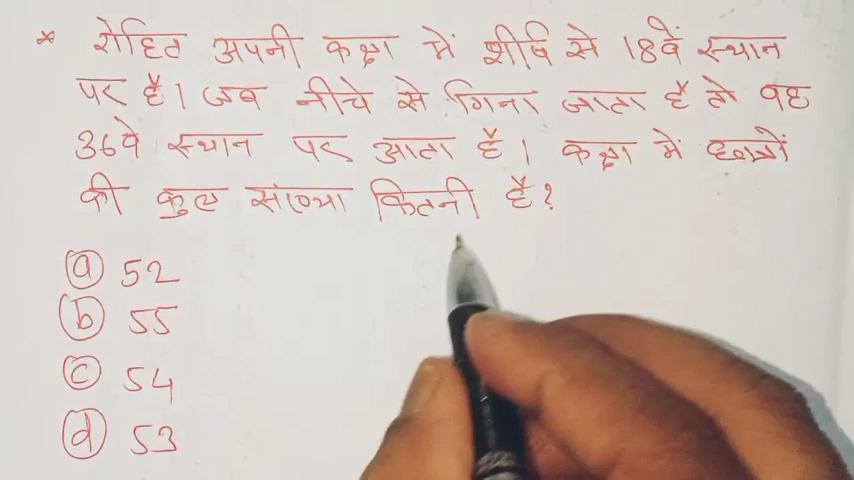 * रोहित अपनी कक्षा में शीर्ष से 18वें स्थान
पर है। जब नीचे से गिना जाता है तो वह
36वे स्थान पर आता है। कक्षा मे छात्रों
की कुल संख्या कितनी है?
(a) 52
(b) 55
(c) 54
(d) 53